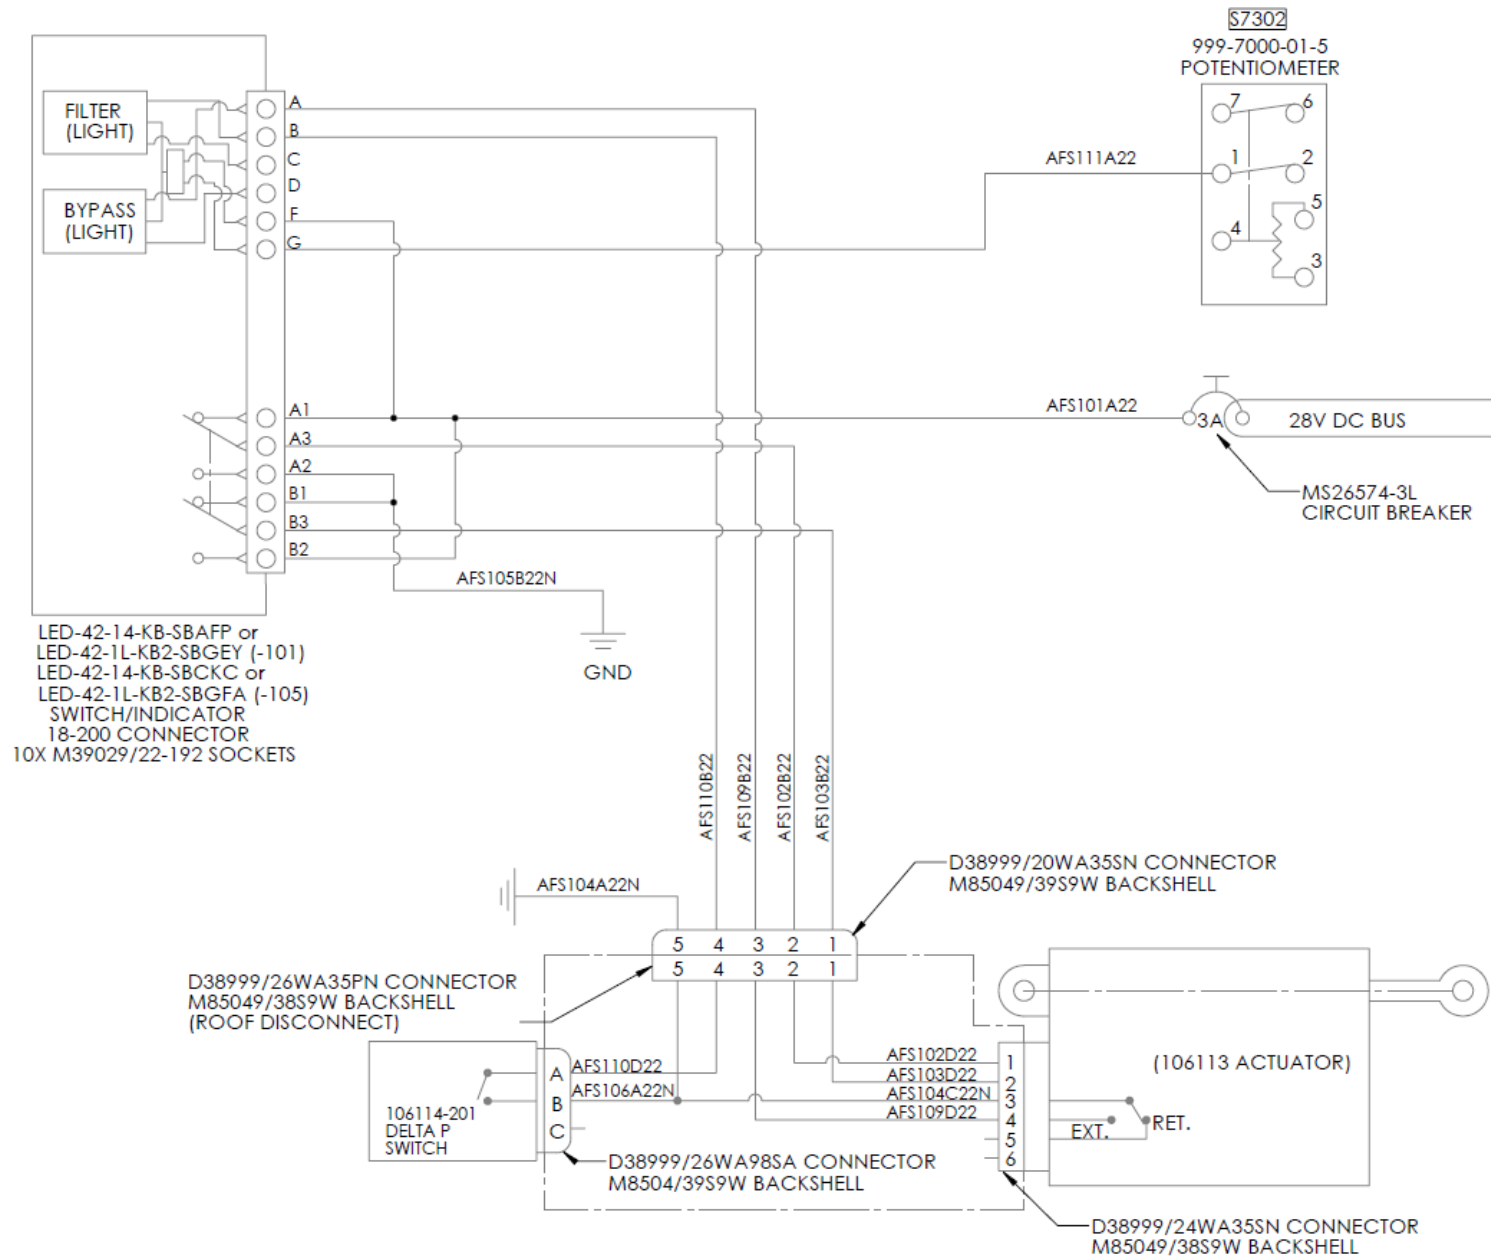 S7302
999-7000-01-5
POTENTIOMETER
7
6
1
2
5
4
3
AFS111A22
FILTER
(LIGHT)
BYPASS
(LIGHT)
A
B
C
D
F
G
A1
A3
A2
B1
B3
B2
AFS101A22
3A
28V DC BUS
MS26574-3L
CIRCUIT BREAKER
AFS105B22N
GND
LED-42-14-KB-SBAFP or
LED-42-1L-KB2-SBGEY (-101)
LED-42-14-KB-SBCKC or
LED-42-1L-KB2-SBGFA (-105)
SWITCH/INDICATOR
18-200 CONNECTOR
10X M39029/22-192 SOCKETS
AFS110B22
AFS109B22
AFS102B22
AFS103B22
D38999/20WA35SN CONNECTOR
M85049/39S9W BACKSHELL
AFS104A22N
5 4 3 2 1
5 4 3 2 1
D38999/26WA35PN CONNECTOR
M85049/38S9W BACKSHELL
(ROOF DISCONNECT)
106114-201
DELTA P
SWITCH
A
B
C
AFS110D22
AFS106A22N
AFS102D22
AFS103D22
AFS104C22N
AFS109D22
1
2
3
4
5
6
(106113 ACTUATOR)
EXT.
RET.
D38999/26WA98SA CONNECTOR
M8504/39S9W BACKSHELL
D38999/24WA35SN CONNECTOR
M85049/38S9W BACKSHELL